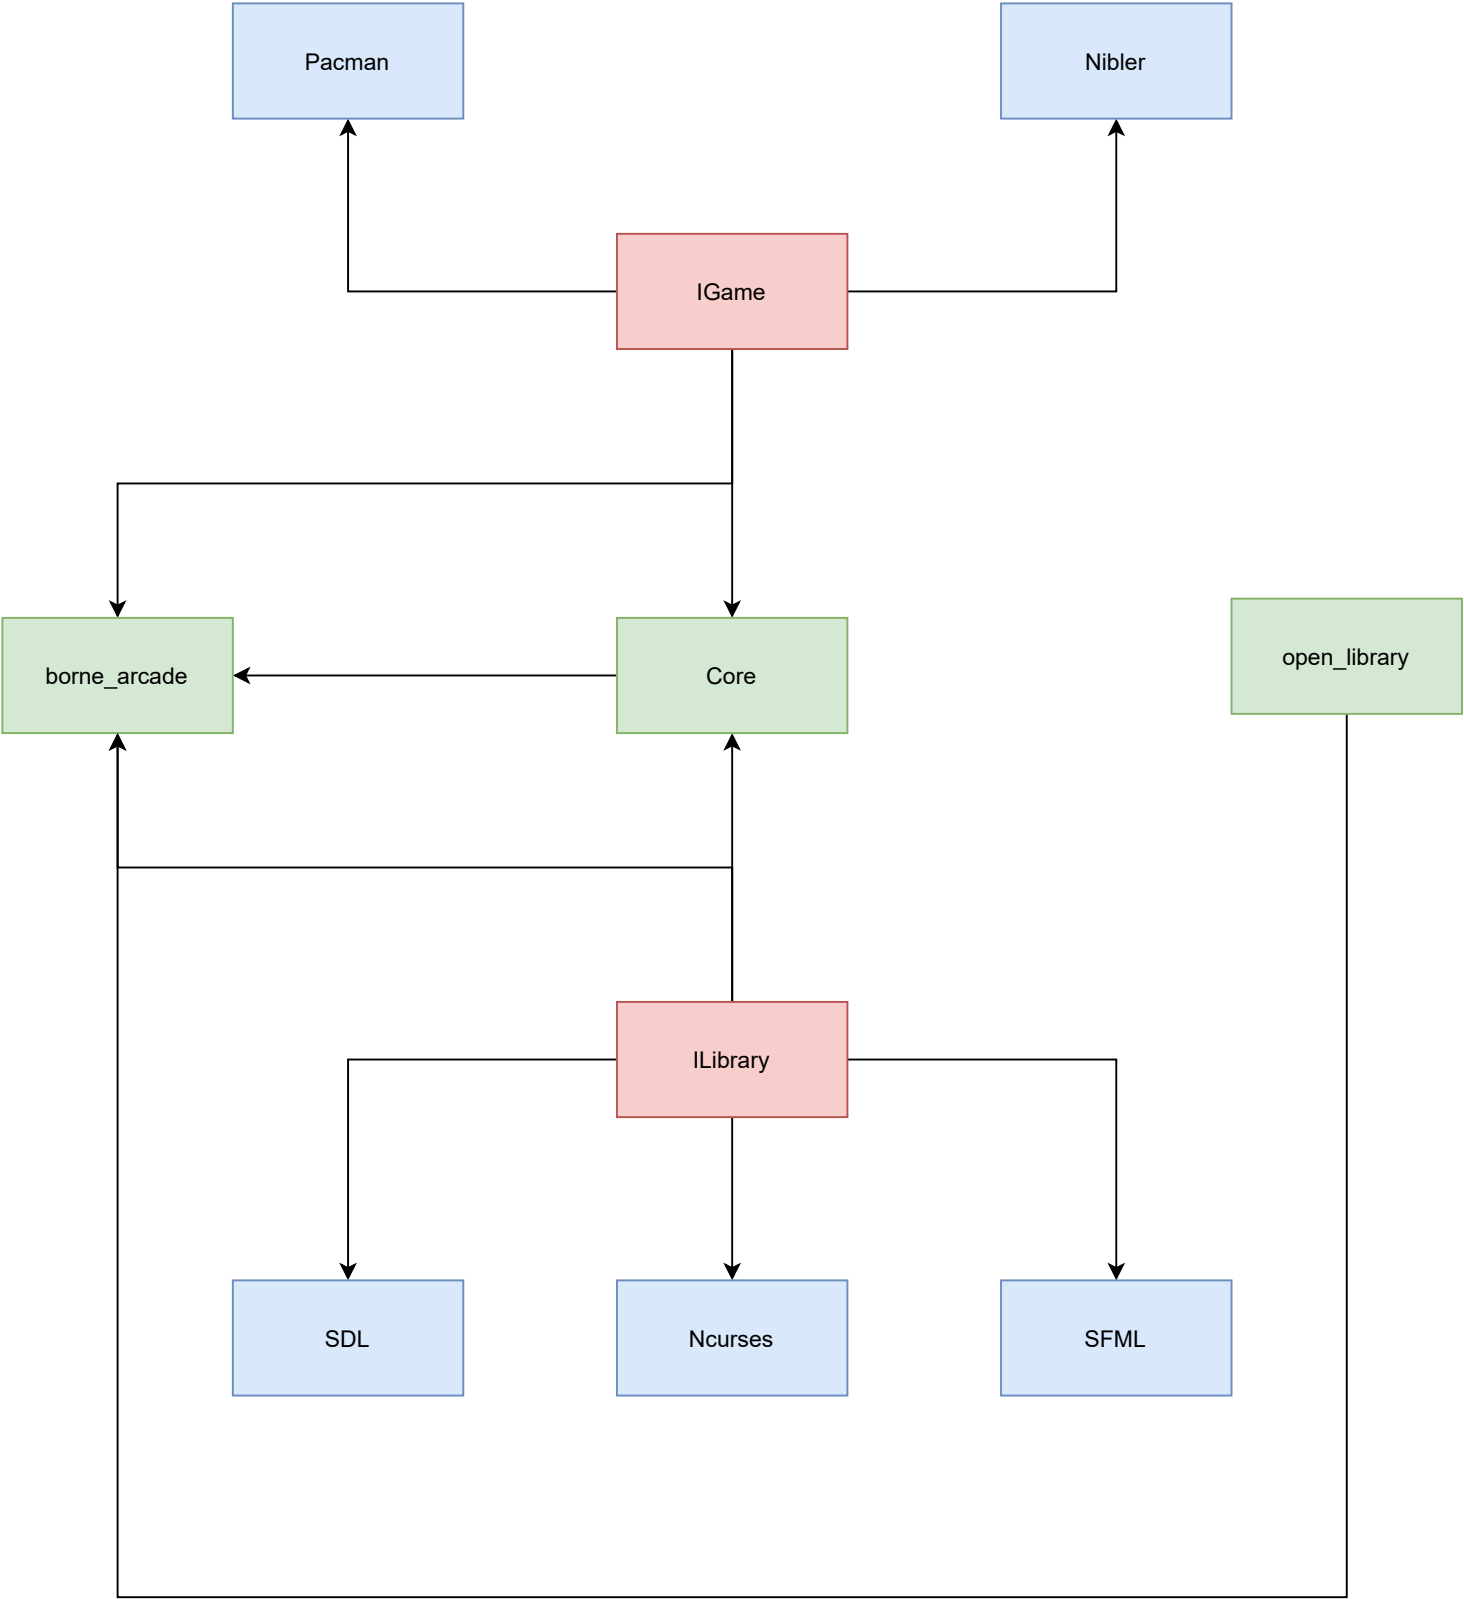 Pacman
Nibler
IGame
borne_arcade
Core
open_library
ILibrary
SDL
Ncurses
SFML